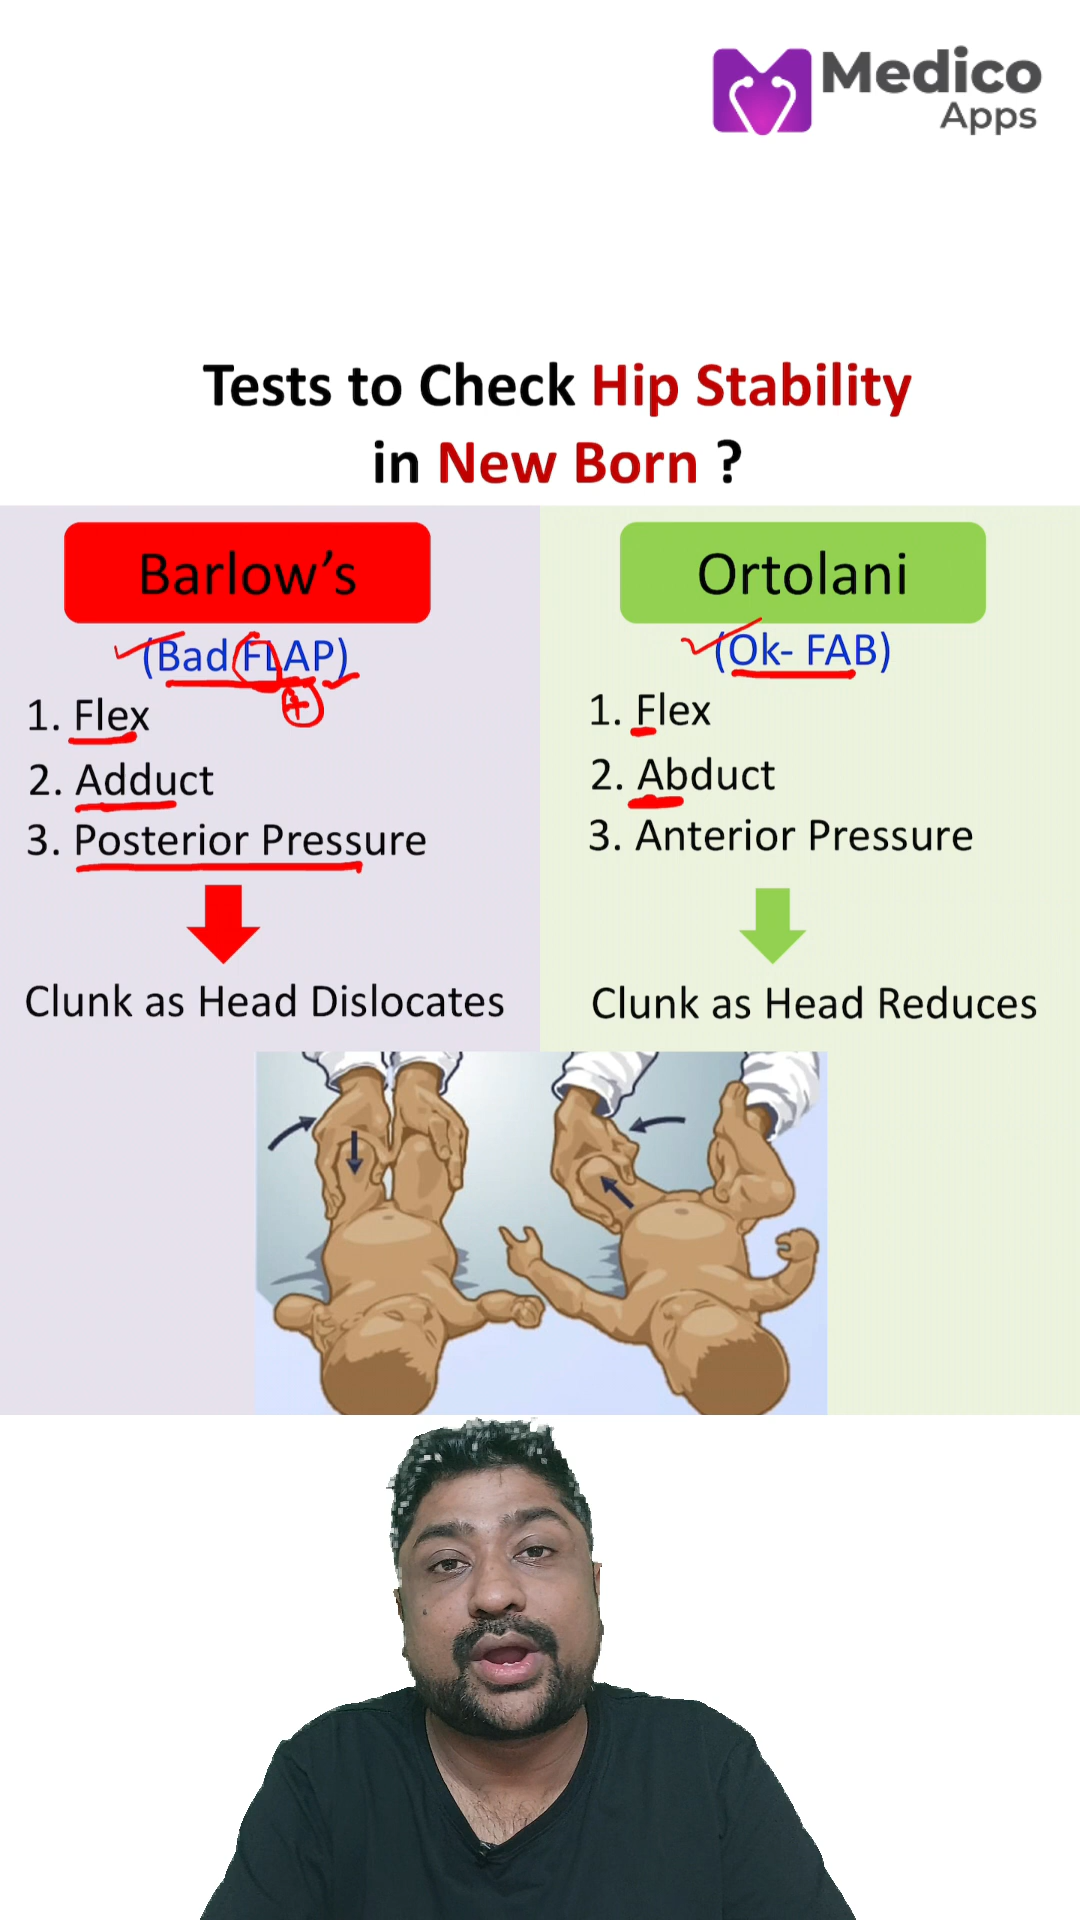 Medico
Apps
Tests to Check Hip Stability
in New Born ?
Barlow's
(Bad FLAP)
1. Flex
2. Adduct
3. Posterior Pressure
Clunk as Head Dislocates
Ortolani
(Ok- FAB)
1. Flex
2. Abduct
3. Anterior Pressure
Clunk as Head Reduces